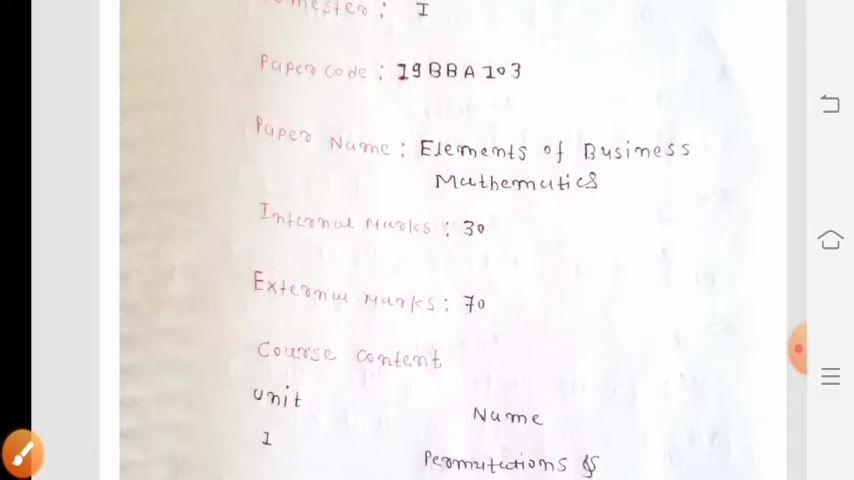 Semester : I
Paper Code : 19BBA103
Paper Name : Elements of Business
Mathematics
Internal Marks : 30
External Marks : 70
Course content
unit Name
I
Permutations &